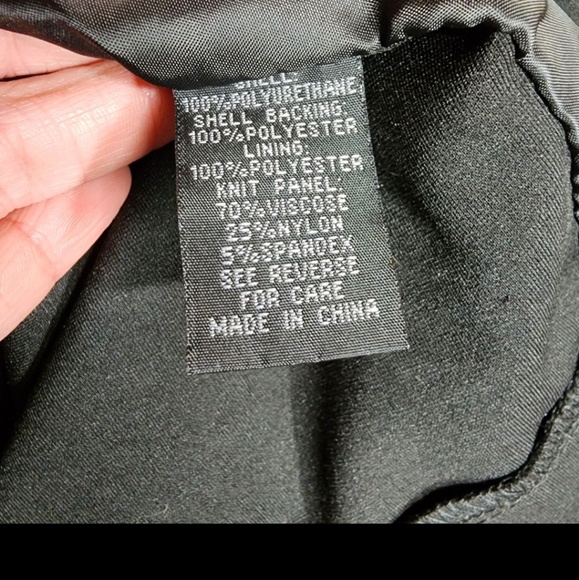 SHELL:
100%POLYURETHANE
SHELL BACKING:
100%POLYESTER
LINING:
100%POLYESTER
KNIT PANEL:
70%VISCOSE
25%NYLON
5%SPANDEX
SEE REVERSE
FOR CARE
MADE IN CHINA